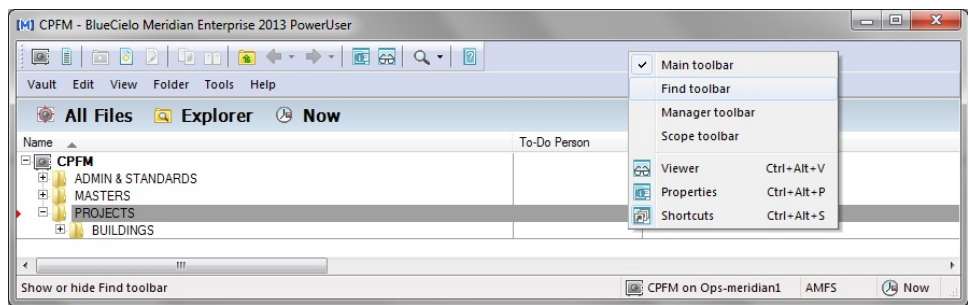 [M] CPFM - BlueCielo Meridian Enterprise 2013 PowerUser
Vault Edit View Folder Tools Help
All Files Explorer Now
Name To-Do Person
CPFM
ADMIN & STANDARDS
MASTERS
PROJECTS
BUILDINGS
Main toolbar
Find toolbar
Manager toolbar
Scope toolbar
Viewer Ctrl+Alt+V
Properties Ctrl+Alt+P
Shortcuts Ctrl+Alt+S
Show or hide Find toolbar CPFM on Ops-meridian1 AMFS Now